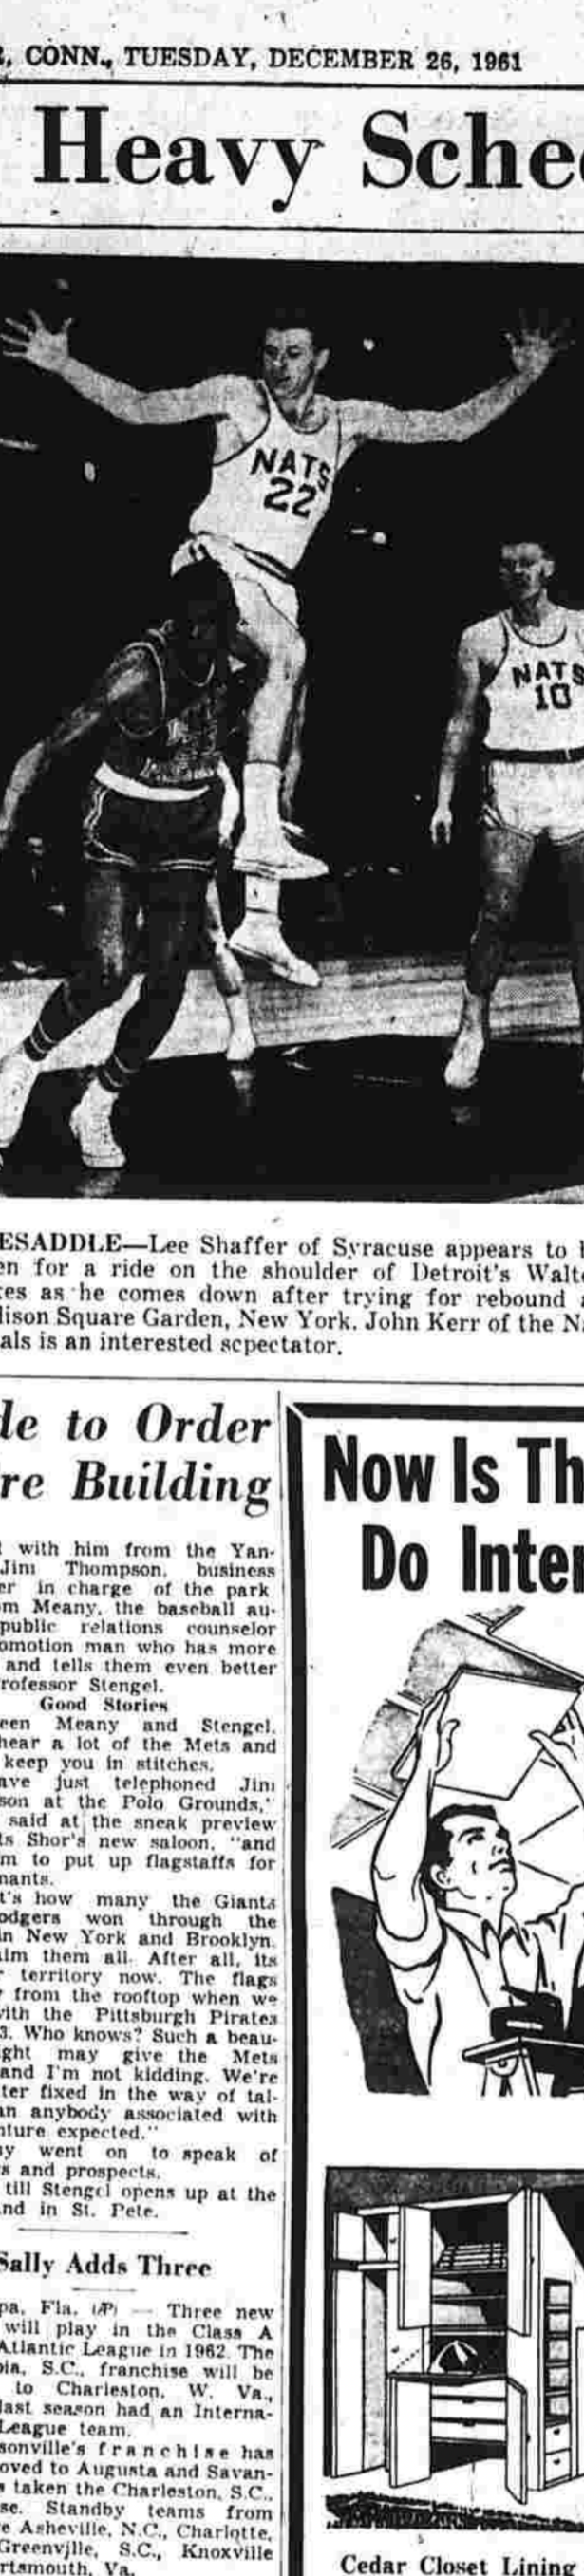 CONN., TUESDAY, DECEMBER 26, 1961
Heavy Sche
NATS
22
NATS
10
ESADDLE—Lee Shaffer of Syracuse appears to
en for a ride on the shoulder of Detroit's Walt
es as he comes down after trying for rebound
lison Square Garden, New York. John Kerr of the N
als is an interested scpectator.
le to Order
re Building
with him from the Yan-
Jim Thompson, business
er in charge of the park
m Meany, the baseball au-
public relations counselor
omotion man who has more
and tells them even better
rofessor Stengel.
Good Stories
een Meany and Stengel,
hear a lot of the Mets and
keep you in stitches.
ave just telephoned Jim
son at the Polo Grounds,"
said at the sneak preview
ts Shor's new saloon, "and
m to put up flagstaffs for
nants.
t's how many the Giants
odgers won through the
in New York and Brooklyn.
im them all. After all, its
territory now. The flags
from the rooftop when we
with the Pittsburgh Pirates
3. Who knows? Such a beau-
ght may give the Mets
and I'm not kidding. We're
ter fixed in the way of tal-
an anybody associated with
nture expected."
ny went on to speak of
s and prospects.
till Stengel opens up at the
nd in St. Pete.
Sally Adds Three
pa, Fla. (AP) — Three new
will play in the Class A
Atlantic League in 1962. The
bia, S.C., franchise will be
to Charleston, W. Va.,
last season had an Interna-
League team.
sonville's franchise has
oved to Augusta and Savan-
s taken the Charleston, S.C.,
se. Standby teams from
e Asheville, N.C., Charlotte,
Greenville, S.C., Knoxville
rtsmouth, Va.
Now Is Th
Do Inter
Cedar Closet Lining